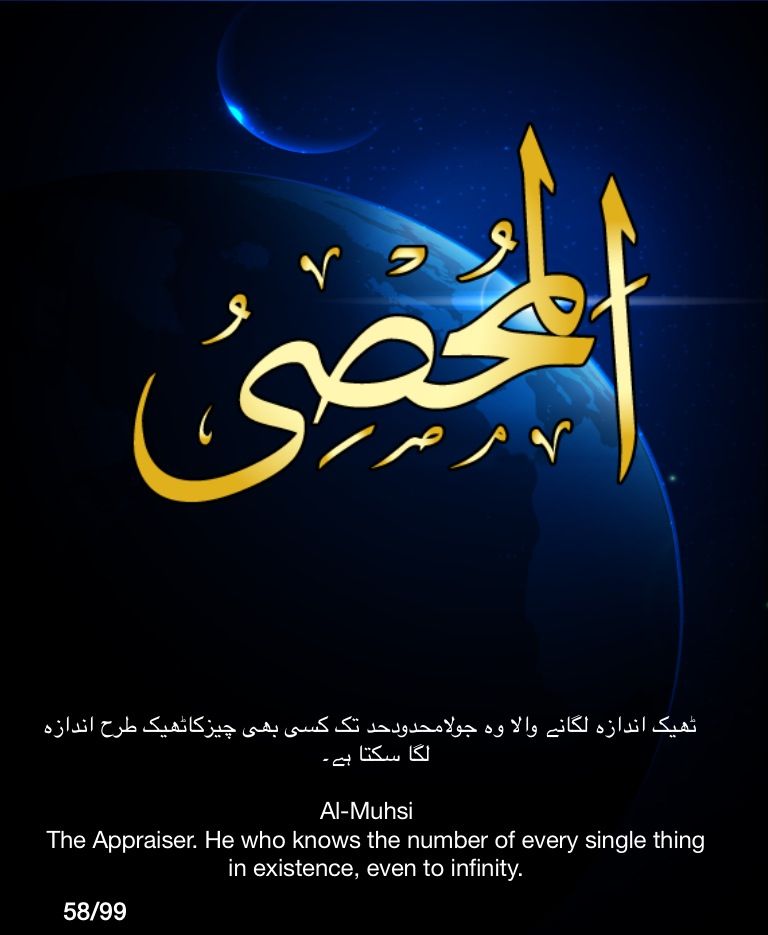 المُحْصِيُ
ٹھیک اندازہ لگانے والا وہ جولامحدودحد تک کسی بھی چیزکاٹھیک طرح اندازہ
لگا سکتا ہے۔
Al-Muhsi
The Appraiser. He who knows the number of every single thing
in existence, even to infinity.
58/99